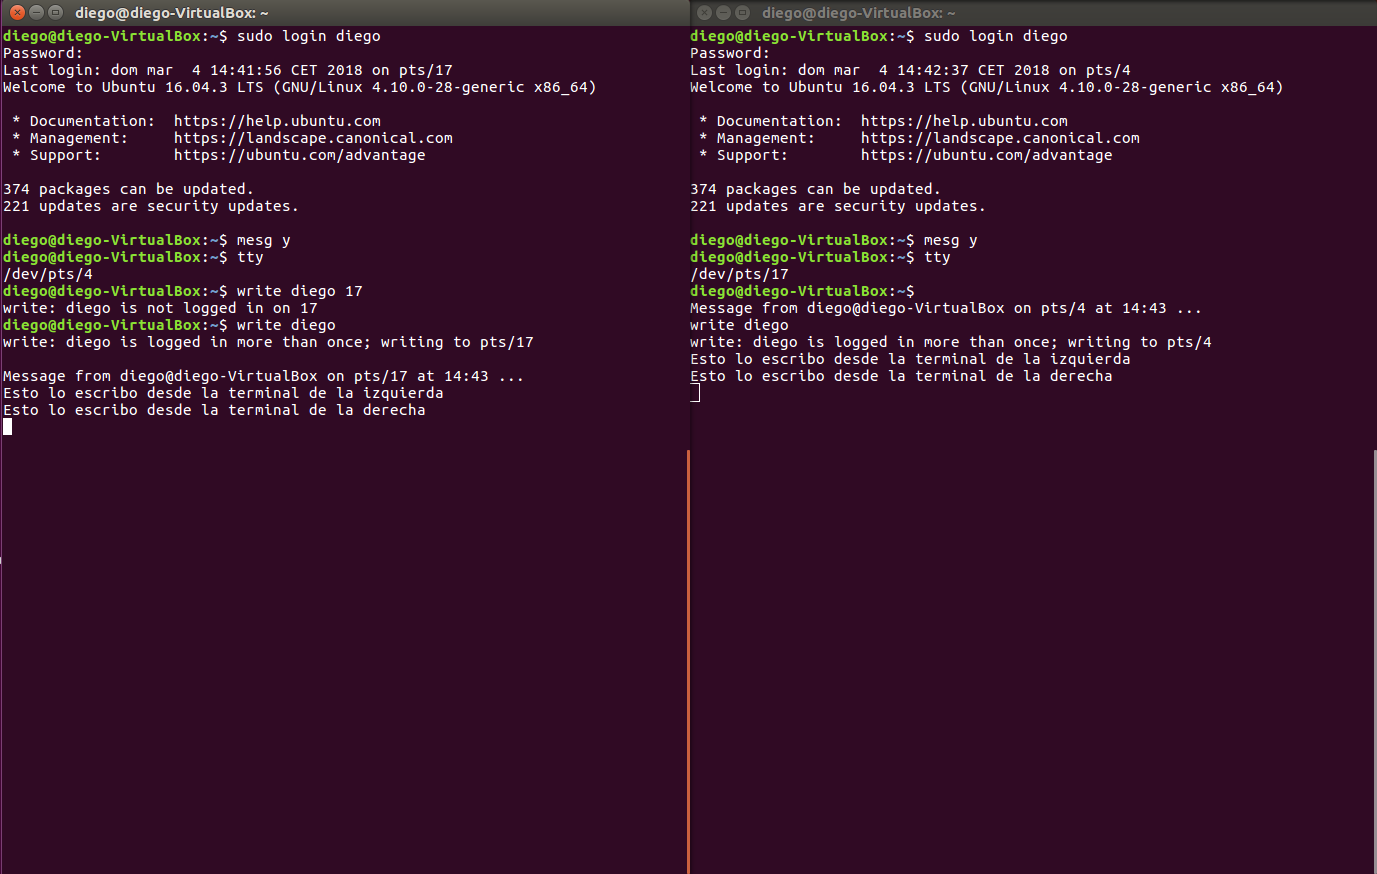 diego@diego-VirtualBox: ~
diego@diego-VirtualBox:~$ sudo login diego
Password:
Last login: dom mar  4 14:41:56 CET 2018 on pts/17
Welcome to Ubuntu 16.04.3 LTS (GNU/Linux 4.10.0-28-generic x86_64)
* Documentation:  https://help.ubuntu.com
* Management:     https://landscape.canonical.com
* Support:        https://ubuntu.com/advantage
374 packages can be updated.
221 updates are security updates.
diego@diego-VirtualBox:~$ mesg y
diego@diego-VirtualBox:~$ tty
/dev/pts/4
diego@diego-VirtualBox:~$ write diego 17
write: diego is not logged in on 17
diego@diego-VirtualBox:~$ write diego
write: diego is logged in more than once; writing to pts/17
Message from diego@diego-VirtualBox on pts/17 at 14:43 ...
Esto lo escribo desde la terminal de la izquierda
Esto lo escribo desde la terminal de la derecha
diego@diego-VirtualBox: ~
diego@diego-VirtualBox:~$ sudo login diego
Password:
Last login: dom mar  4 14:42:37 CET 2018 on pts/4
Welcome to Ubuntu 16.04.3 LTS (GNU/Linux 4.10.0-28-generic x86_64)
* Documentation:  https://help.ubuntu.com
* Management:     https://landscape.canonical.com
* Support:        https://ubuntu.com/advantage
374 packages can be updated.
221 updates are security updates.
diego@diego-VirtualBox:~$ mesg y
diego@diego-VirtualBox:~$ tty
/dev/pts/17
diego@diego-VirtualBox:~$
Message from diego@diego-VirtualBox on pts/4 at 14:43 ...
write diego
write: diego is logged in more than once; writing to pts/4
Esto lo escribo desde la terminal de la izquierda
Esto lo escribo desde la terminal de la derecha